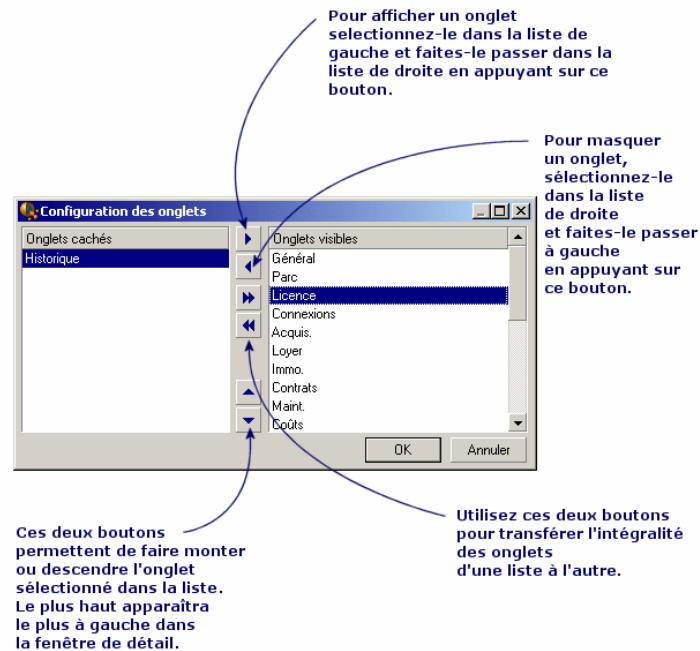 Pour afficher un onglet
selectionnez-le dans la liste de
gauche et faites-le passer dans la
liste de droite en appuyant sur ce
bouton.
Pour masquer
un onglet,
sélectionnez-le
dans la liste
de droite
et faites-le passer
à gauche
en appuyant sur
ce bouton.
Configuration des onglets
Onglets cachés
Historique
Onglets visibles
Général
Parc
Licence
Connexions
Acquis.
Loyer
Immo.
Contrats
Maint.
Coûts
OK
Annuler
Ces deux boutons
permettent de faire monter
ou descendre l'onglet
sélectionné dans la liste.
Le plus haut apparaîtra
le plus à gauche dans
la fenêtre de détail.
Utilisez ces deux boutons
pour transférer l'intégralité
des onglets
d'une liste à l'autre.